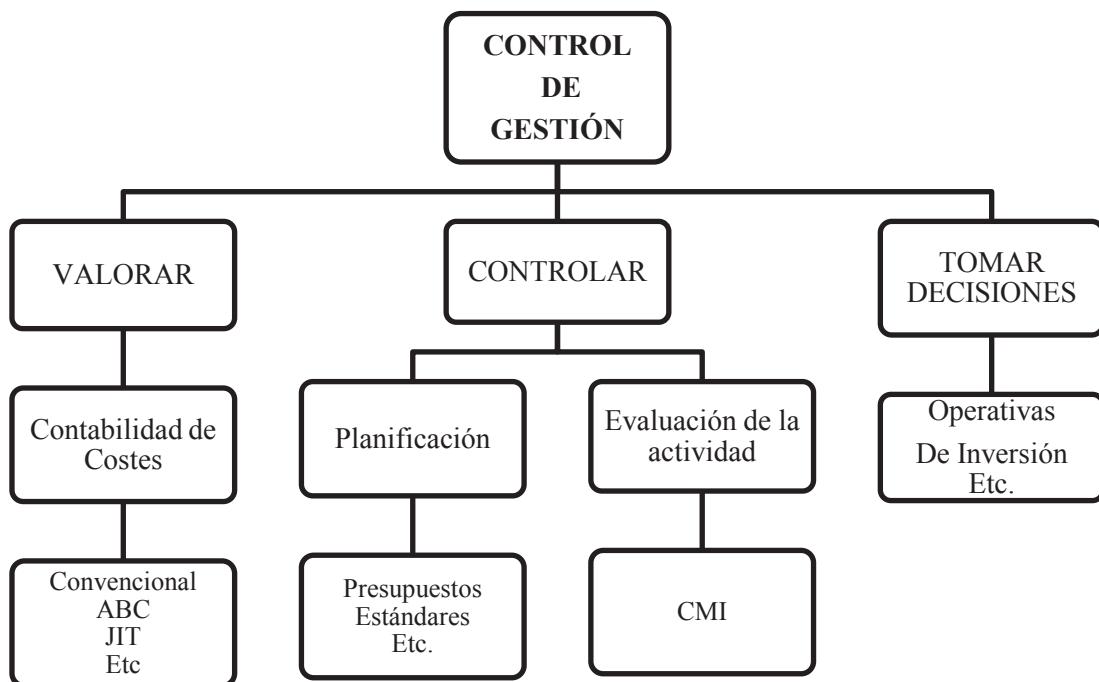 CONTROL
DE
GESTIÓN
VALORAR
CONTROLAR
TOMAR
DECISIONES
Contabilidad de
Costes
Planificación
Evaluación de la
actividad
Operativas
De Inversión
Etc.
Convencional
ABC
JIT
Etc
Presupuestos
Estándares
Etc.
CMI